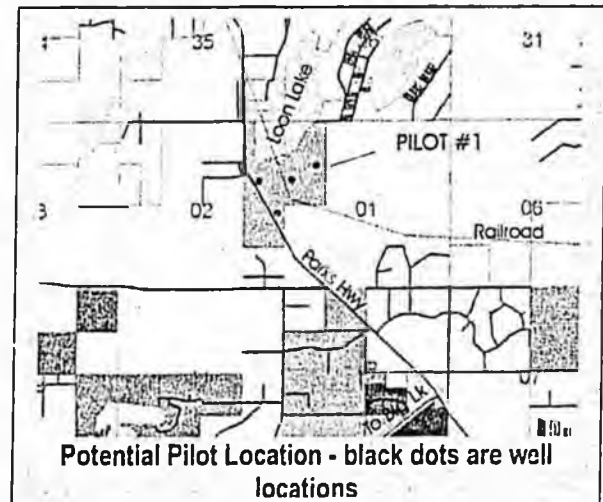 35
31
Loon Lake
PILOT #1
3
02
01
06
Railroad
Parks Hwy
07
Potential Pilot Location - black dots are well
locations